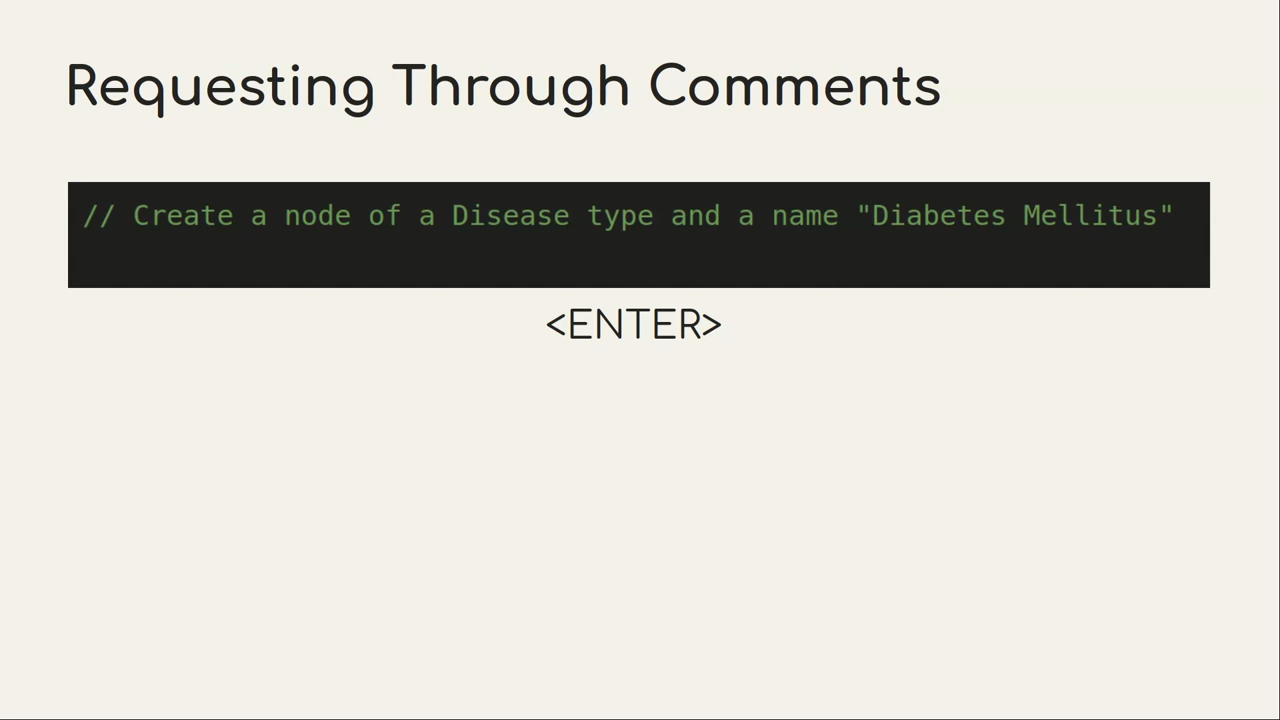 Requesting Through Comments
// Create a node of a Disease type and a name "Diabetes Mellitus"
<ENTER>